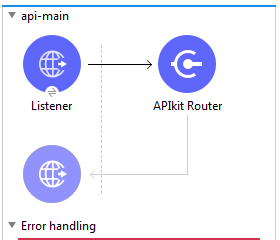 api-main
Listener
APIkit Router
Error handling